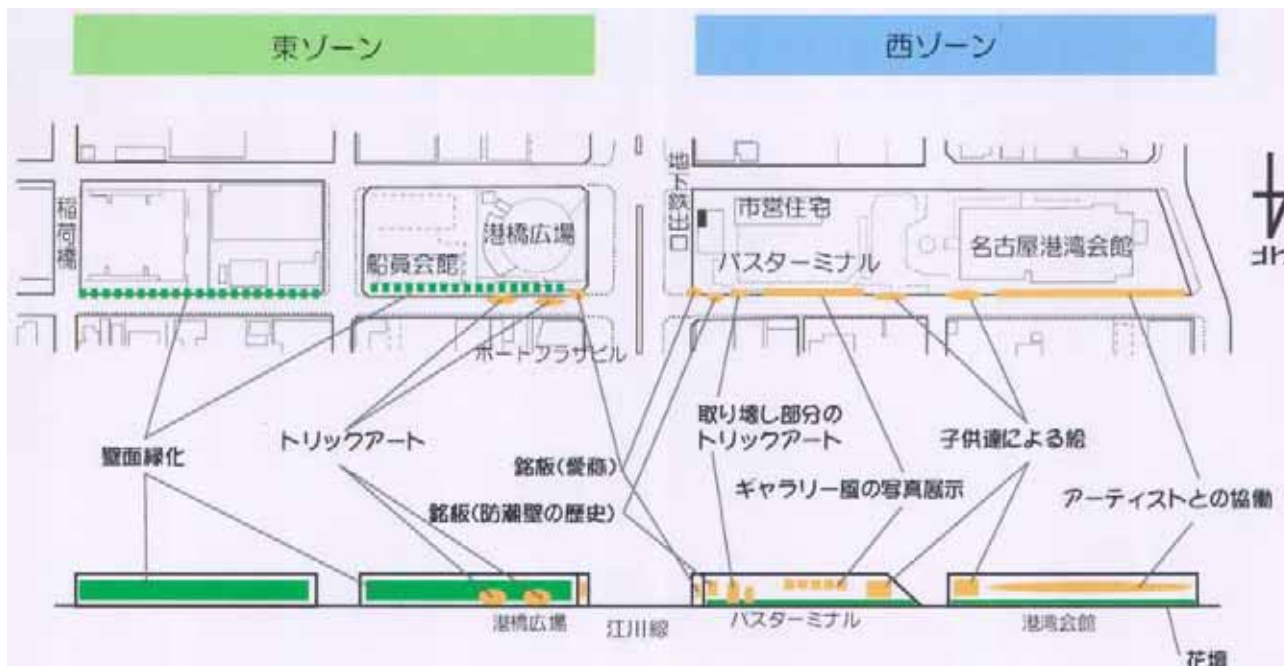 東ゾーン
西ゾーン
稲荷橋
船員会館
港橋広場
市営住宅
バスターミナル
名古屋港湾会館
北
ポートプラザビル
壁面緑化
トリックアート
銘板(愛称)
銘板(防潮壁の歴史)
取り壊し部分の
トリックアート
ギャラリー風の写真展示
子供達による絵
アーティストとの協働
港橋広場
江川線
バスターミナル
港湾会館
花壇